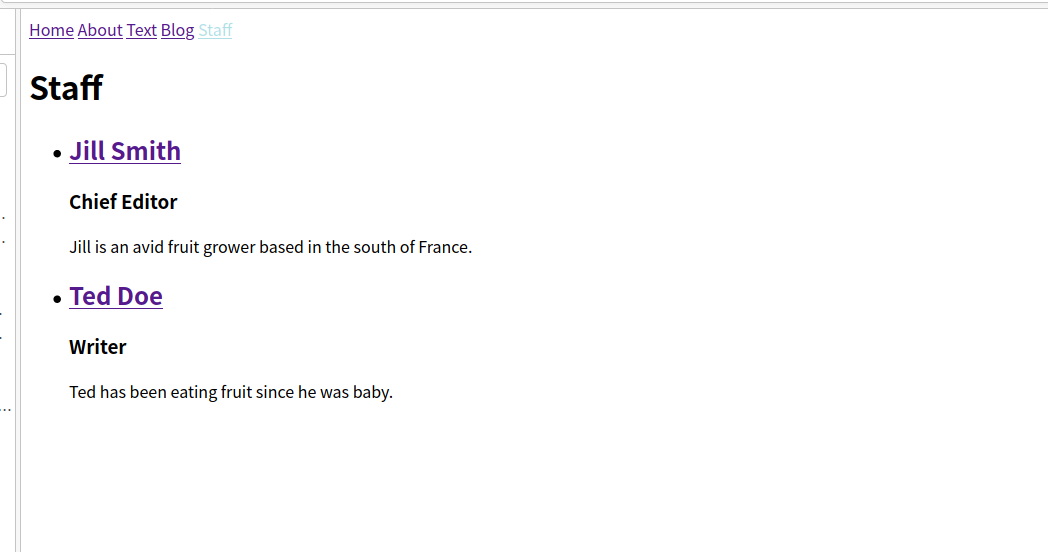 Home About Text Blog Staff
Staff
Jill Smith
Chief Editor
Jill is an avid fruit grower based in the south of France.
Ted Doe
Writer
Ted has been eating fruit since he was baby.